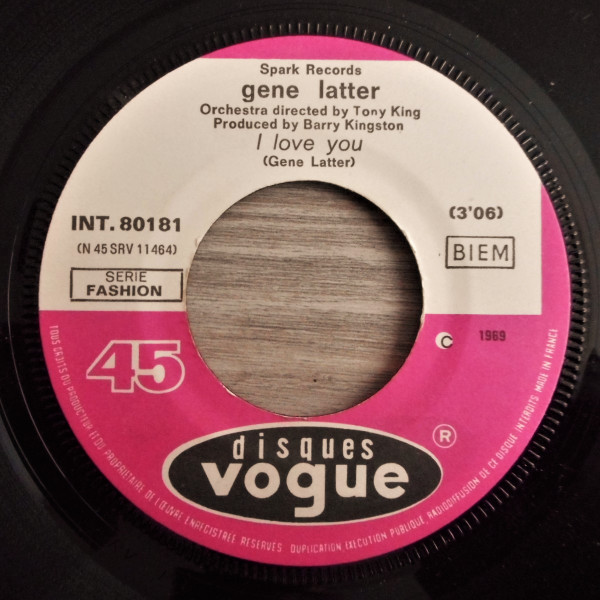 Spark Records
gene latter
Orchestra directed by Tony King
Produced by Barry Kingston
I love you
(Gene Latter)
INT. 80181
(3'06)
(N 45 SRV 11464)
BIEM
SERIE
FASHION
45
C 1969
disques
vogue
R
TOUS DROITS DU PRODUCTEUR ET DU PROPRIETAIRE DE L'ŒUVRE ENREGISTREE RESERVES DUPLICATION EXECUTION PUBLIQUE, RADIODIFFUSION DE CE DISQUE INTERDITS MADE IN FRANCE